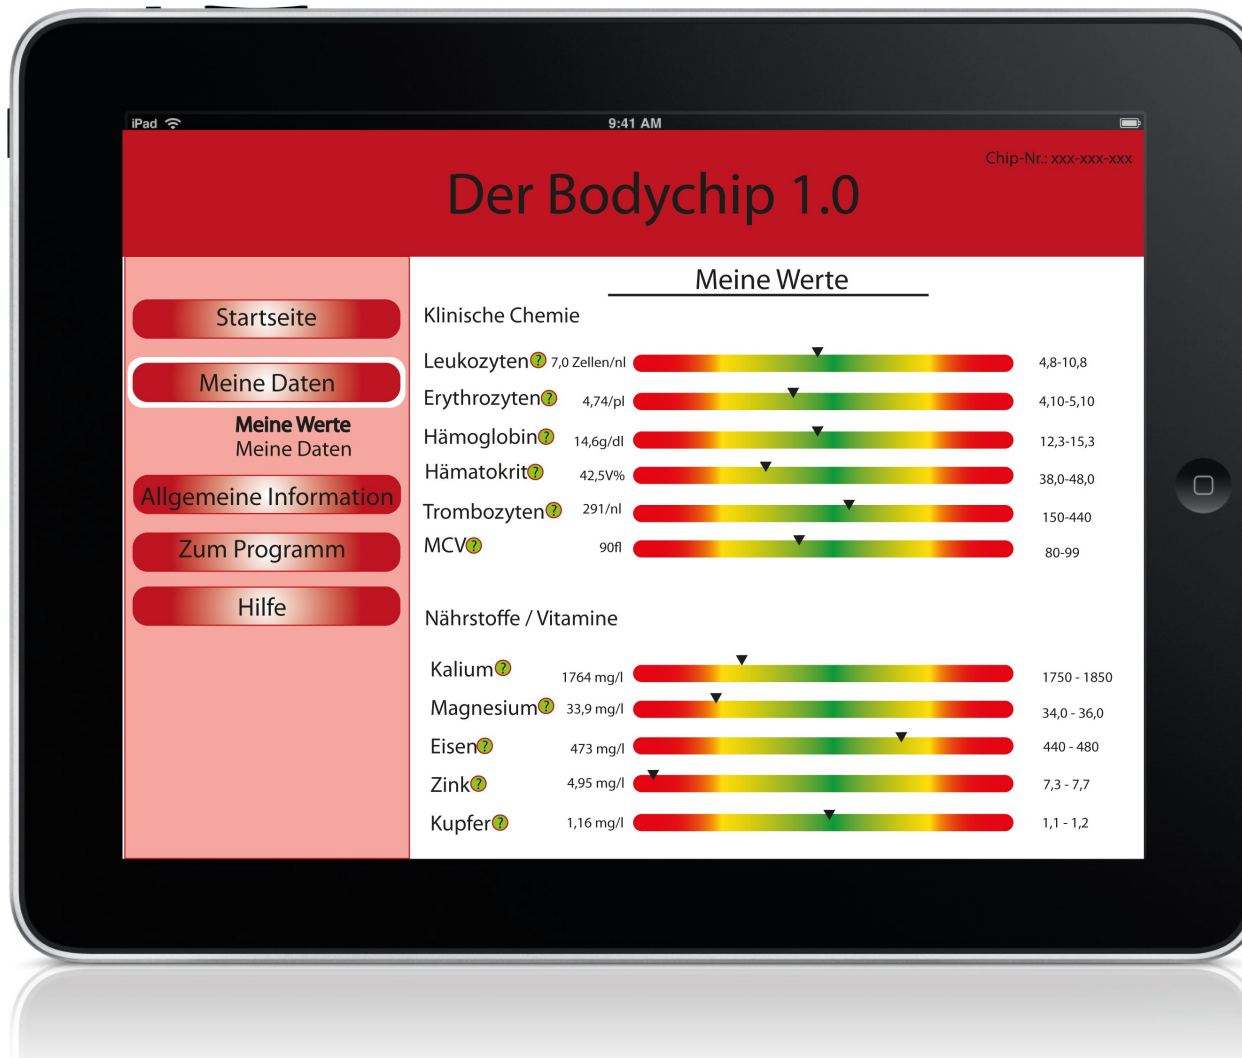 iPad 9:41 AM
Chip-Nr.: xxx-xxx-xxx
Der Bodychip 1.0
Startseite
Meine Daten
Meine Werte
Meine Daten
Allgemeine Information
Zum Programm
Hilfe
Meine Werte
Klinische Chemie
Leukozyten ? 7,0 Zellen/nl 4,8-10,8
Erythrozyten ? 4,74/pl 4,10-5,10
Hämoglobin ? 14,6g/dl 12,3-15,3
Hämatokrit ? 42,5V% 38,0-48,0
Trombozyten ? 291/nl 150-440
MCV ? 90fl 80-99
Nährstoffe / Vitamine
Kalium ? 1764 mg/l 1750 - 1850
Magnesium ? 33,9 mg/l 34,0 - 36,0
Eisen ? 473 mg/l 440 - 480
Zink ? 4,95 mg/l 7,3 - 7,7
Kupfer ? 1,16 mg/l 1,1 - 1,2